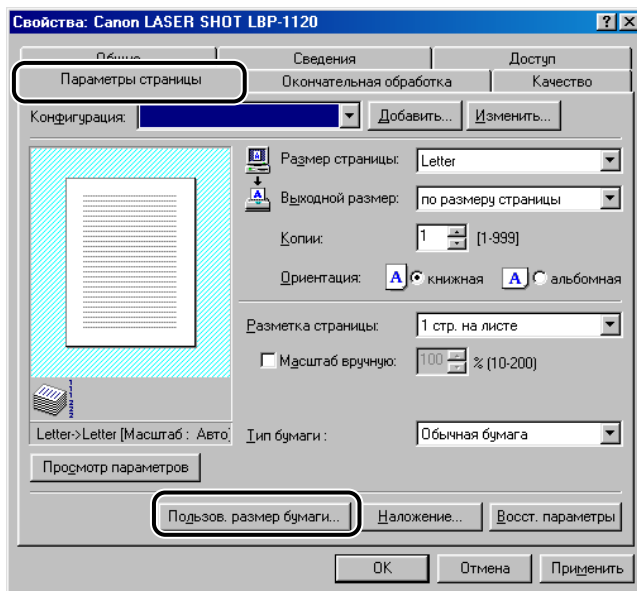 Свойства: Canon LASER SHOT LBP-1120
Общие Сведения Доступ
Параметры страницы Окончательная обработка Качество
Конфигурация: Добавить... Изменить...
Размер страницы: Letter
Выходной размер: по размеру страницы
Копии: 1 [1-999]
Ориентация: A книжная A альбомная
Разметка страницы: 1 стр. на листе
Масштаб вручную: 100 % (10-200)
Letter->Letter [Масштаб : Авто]
Тип бумаги : Обычная бумага
Просмотр параметров
Пользов. размер бумаги... Наложение... Восст. параметры
OK Отмена Применить